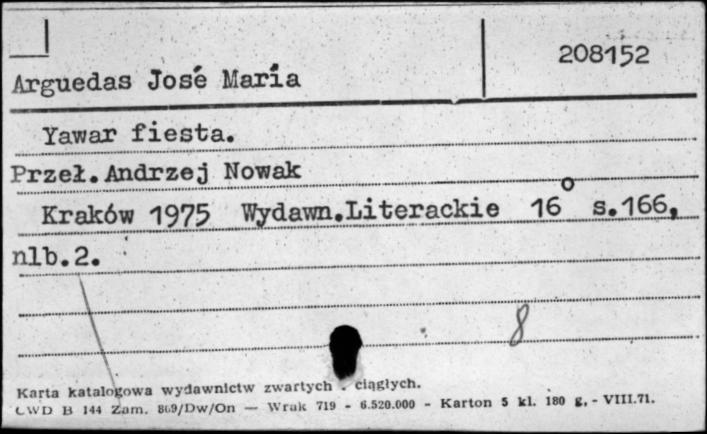 208152
Arguedas José María
Yawar fiesta.
Przeł.Andrzej Nowak
Kraków 1975 Wydawn.Literackie 16° s.166,
nlb.2.
8
Karta katalogowa wydawnictw zwartych - ciągłych.
CWD B 144 Zam. 869/Dw/On — Wrak 719 - 6.520.000 - Karton 5 kl. 180 g. - VIII.71.